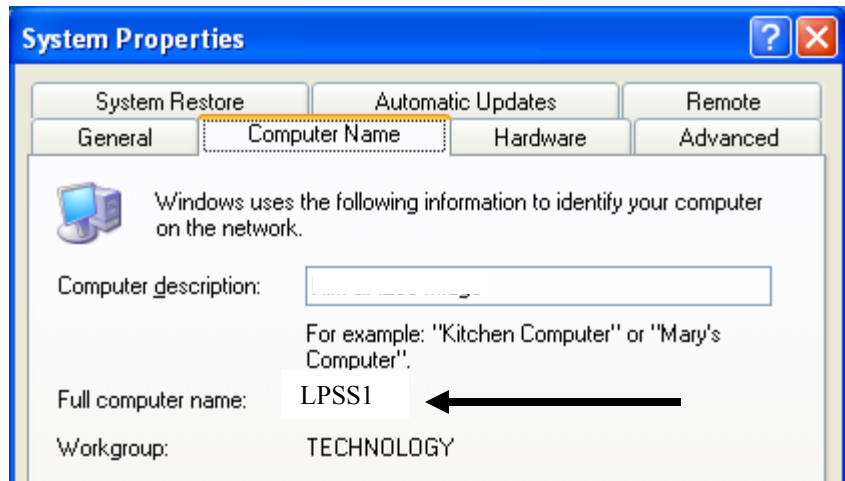 System Properties
System Restore Automatic Updates Remote
General Computer Name Hardware Advanced
Windows uses the following information to identify your computer
on the network.
Computer description:
For example: "Kitchen Computer" or "Mary's
Computer".
Full computer name: LPSS1
Workgroup: TECHNOLOGY